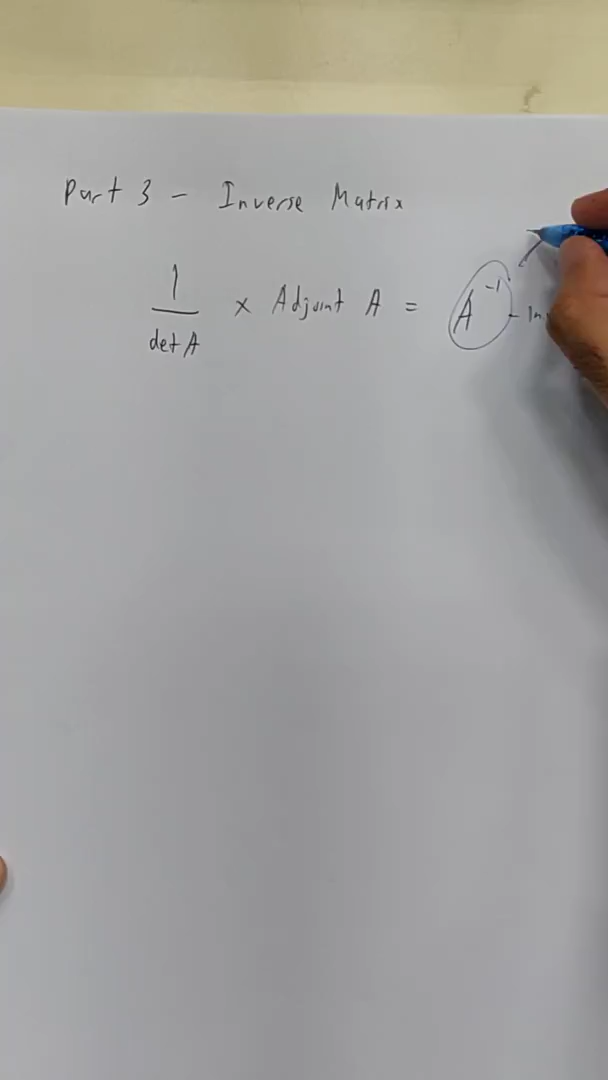 Part 3 - Inverse Matrix
1
— × Adjoint A = A⁻¹ -
det A